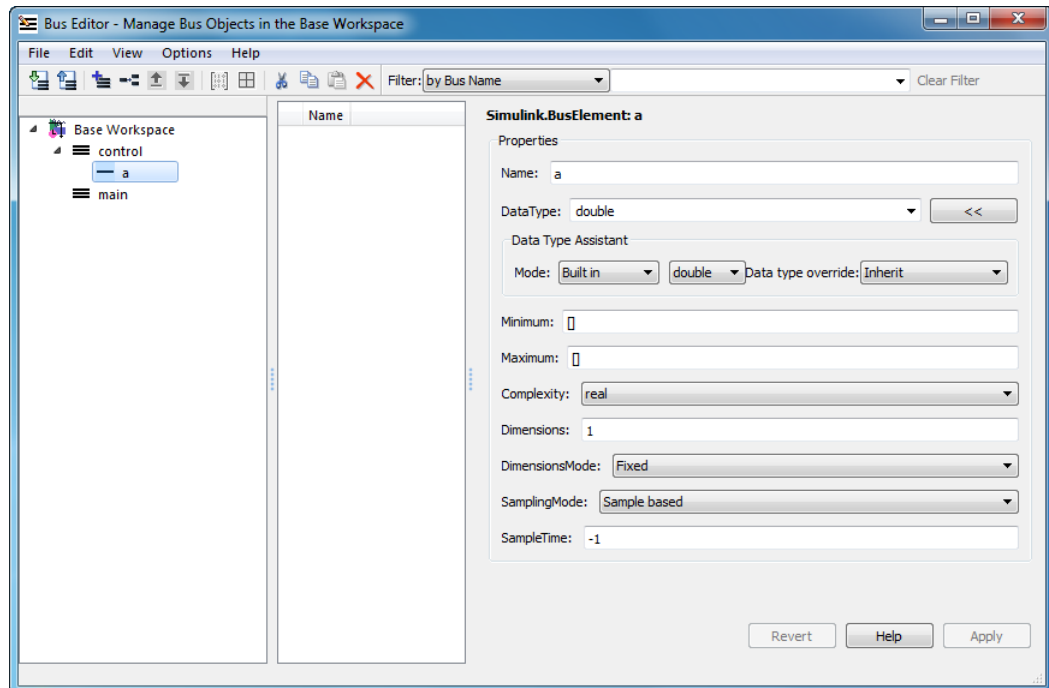 Bus Editor - Manage Bus Objects in the Base Workspace
File Edit View Options Help
Filter: by Bus Name Clear Filter
Base Workspace
control
a
main
Name
Simulink.BusElement: a
Properties
Name: a
DataType: double <<
Data Type Assistant
Mode: Built in double Data type override: Inherit
Minimum: []
Maximum: []
Complexity: real
Dimensions: 1
DimensionsMode: Fixed
SamplingMode: Sample based
SampleTime: -1
Revert Help Apply